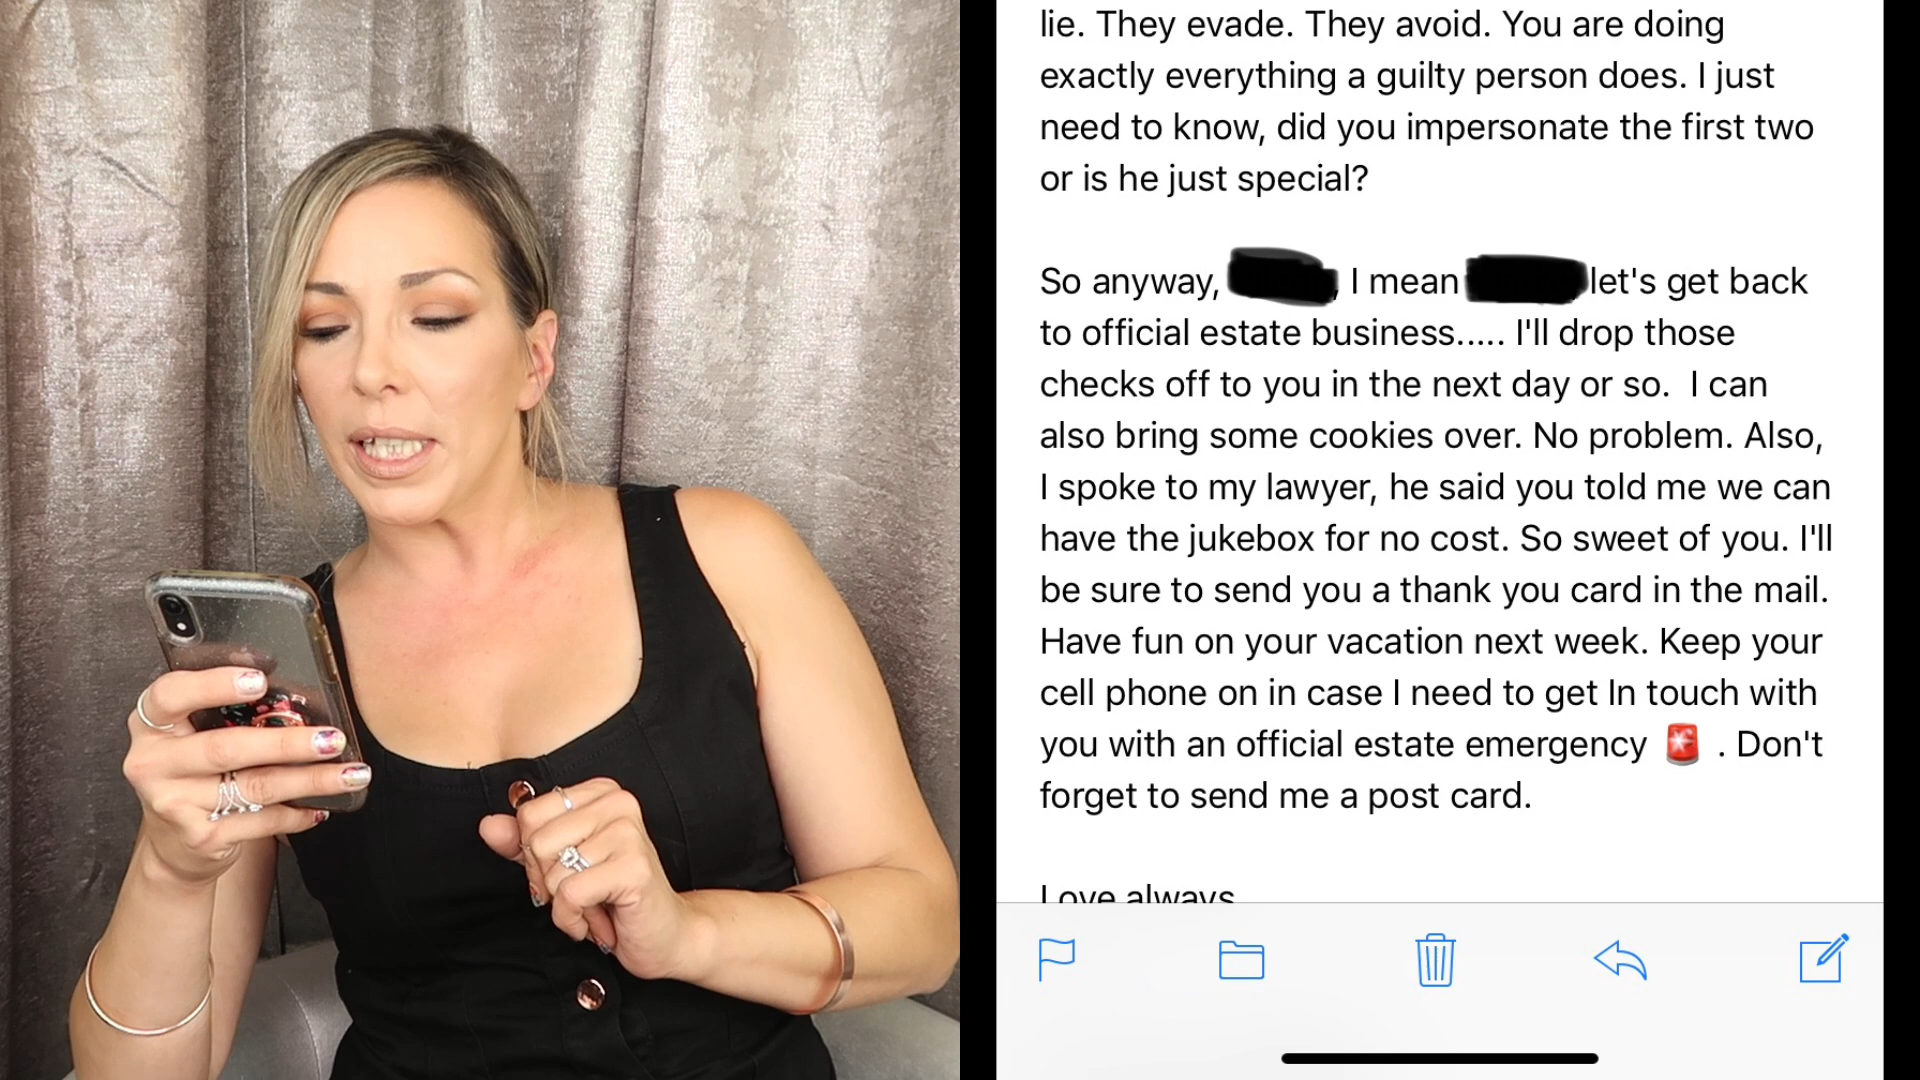 lie. They evade. They avoid. You are doing
exactly everything a guilty person does. I just
need to know, did you impersonate the first two
or is he just special?
So anyway, , I mean let's get back
to official estate business..... I'll drop those
checks off to you in the next day or so.  I can
also bring some cookies over. No problem. Also,
I spoke to my lawyer, he said you told me we can
have the jukebox for no cost. So sweet of you. I'll
be sure to send you a thank you card in the mail.
Have fun on your vacation next week. Keep your
cell phone on in case I need to get In touch with
you with an official estate emergency 🚨 . Don't
forget to send me a post card.
Love always